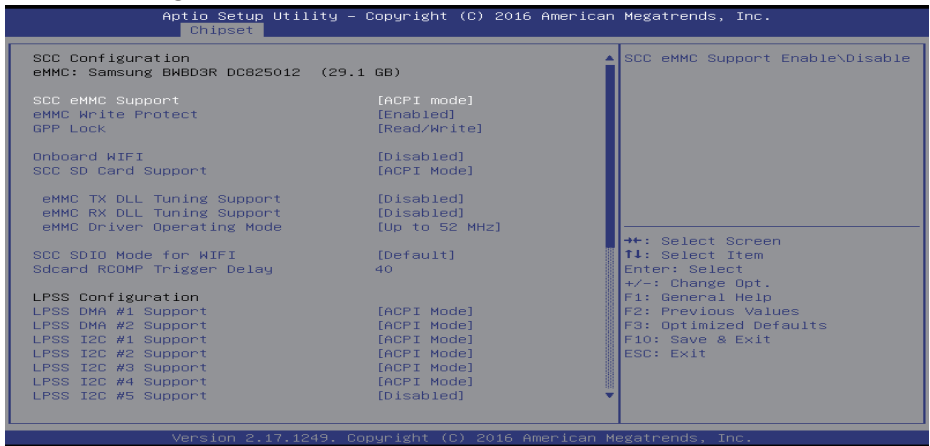 Aptio Setup Utility - Copyright (C) 2016 American Megatrends, Inc.
Chipset
SCC Configuration
eMMC: Samsung BWBD3R DC825012 (29.1 GB)
SCC eMMC Support [ACPI mode]
eMMC Write Protect [Enabled]
GPP Lock [Read/Write]
Onboard WIFI [Disabled]
SCC SD Card Support [ACPI Mode]
eMMC TX DLL Tuning Support [Disabled]
eMMC RX DLL Tuning Support [Disabled]
eMMC Driver Operating Mode [Up to 52 MHz]
SCC SDIO Mode for WIFI [Default]
Sdcard RCOMP Trigger Delay 40
LPSS Configuration
LPSS DMA #1 Support [ACPI Mode]
LPSS DMA #2 Support [ACPI Mode]
LPSS I2C #1 Support [ACPI Mode]
LPSS I2C #2 Support [ACPI Mode]
LPSS I2C #3 Support [ACPI Mode]
LPSS I2C #4 Support [ACPI Mode]
LPSS I2C #5 Support [Disabled]
SCC eMMC Support Enable\Disable
→←: Select Screen
↑↓: Select Item
Enter: Select
+/-: Change Opt.
F1: General Help
F2: Previous Values
F3: Optimized Defaults
F10: Save & Exit
ESC: Exit
Version 2.17.1249. Copyright (C) 2016 American Megatrends, Inc.